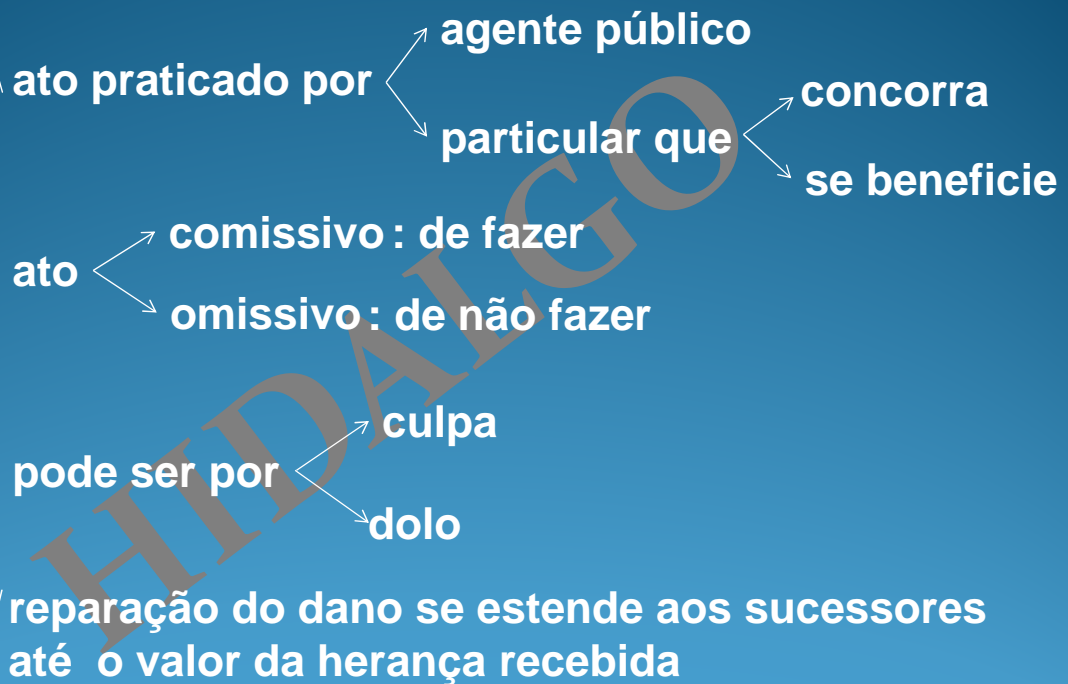 agente público
ato praticado por
concorra
particular que
se beneficie
comissivo : de fazer
ato
omissivo : de não fazer
culpa
pode ser por
dolo
reparação do dano se estende aos sucessores
até o valor da herança recebida
HIDALGO